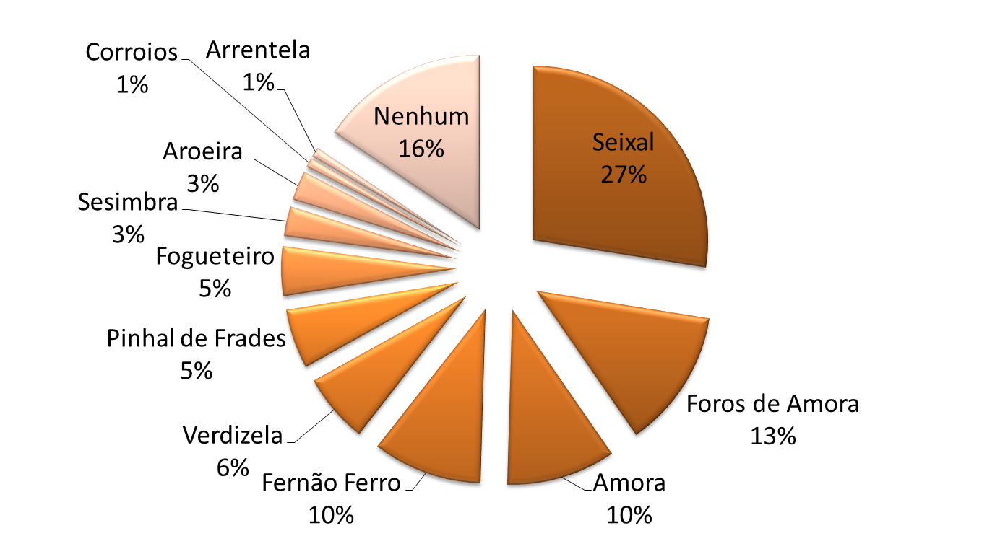 Corroios
1%
Arrentela
1%
Nenhum
16%
Seixal
27%
Aroeira
3%
Sesimbra
3%
Fogueteiro
5%
Pinhal de Frades
5%
Verdizela
6%
Fernão Ferro
10%
Amora
10%
Foros de Amora
13%